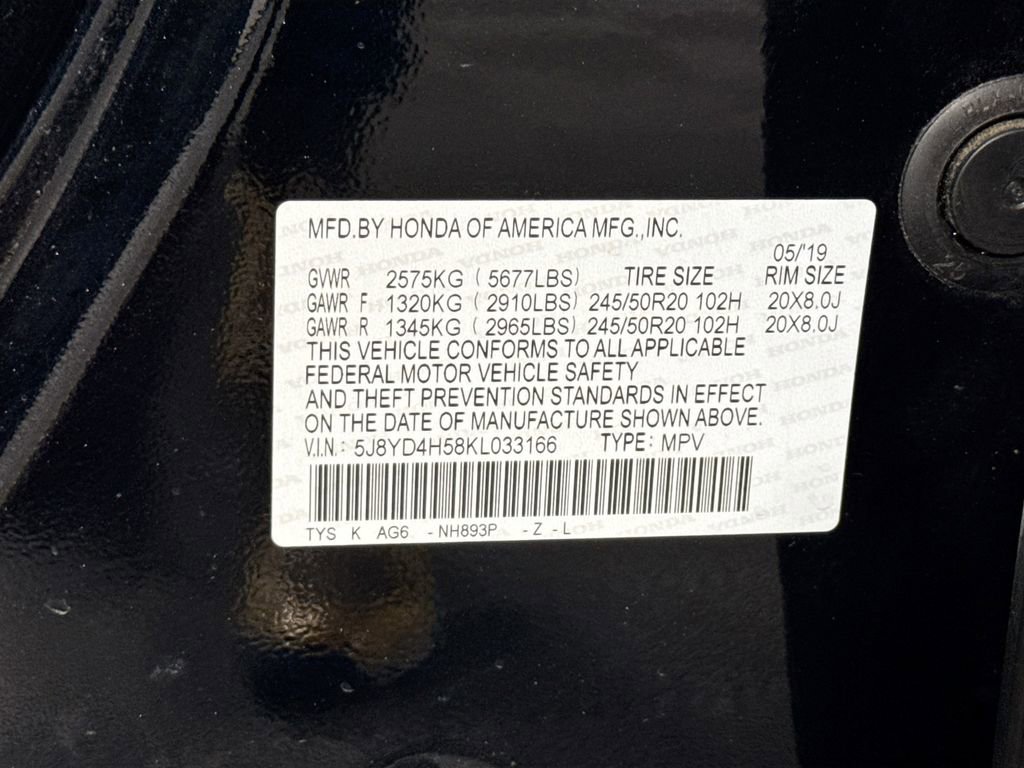 MFD.BY HONDA OF AMERICA MFG.,INC.
05/'19
GVWR 2575KG ( 5677LBS) TIRE SIZE RIM SIZE
GAWR F 1320KG ( 2910LBS) 245/50R20 102H 20X8.0J
GAWR R 1345KG ( 2965LBS) 245/50R20 102H 20X8.0J
THIS VEHICLE CONFORMS TO ALL APPLICABLE
FEDERAL MOTOR VEHICLE SAFETY
AND THEFT PREVENTION STANDARDS IN EFFECT
ON THE DATE OF MANUFACTURE SHOWN ABOVE.
V.I.N.: 5J8YD4H58KL033166 TYPE: MPV
TYS K AG6 -NH893P -Z -L